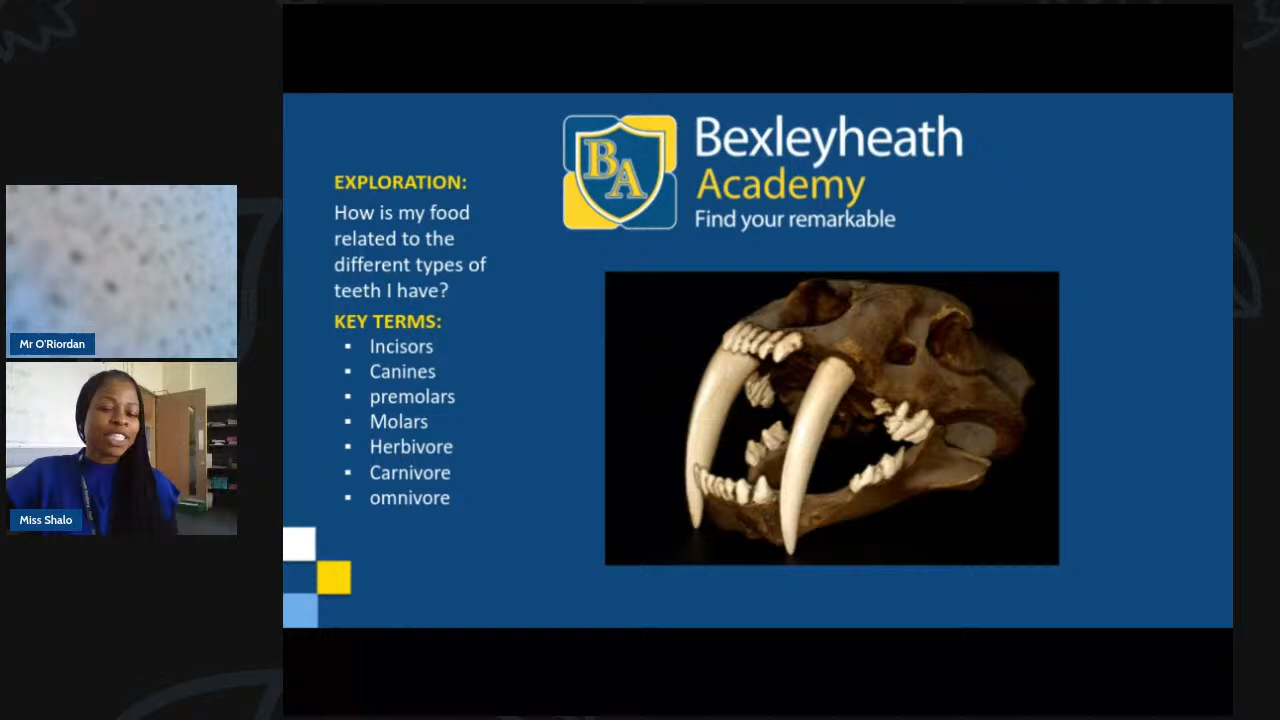 Mr O'Riordan
Miss Shalo
EXPLORATION:
How is my food
related to the
different types of
teeth I have?
KEY TERMS:
▪ Incisors
▪ Canines
▪ premolars
▪ Molars
▪ Herbivore
▪ Carnivore
▪ omnivore
BA
Bexleyheath
Academy
Find your remarkable